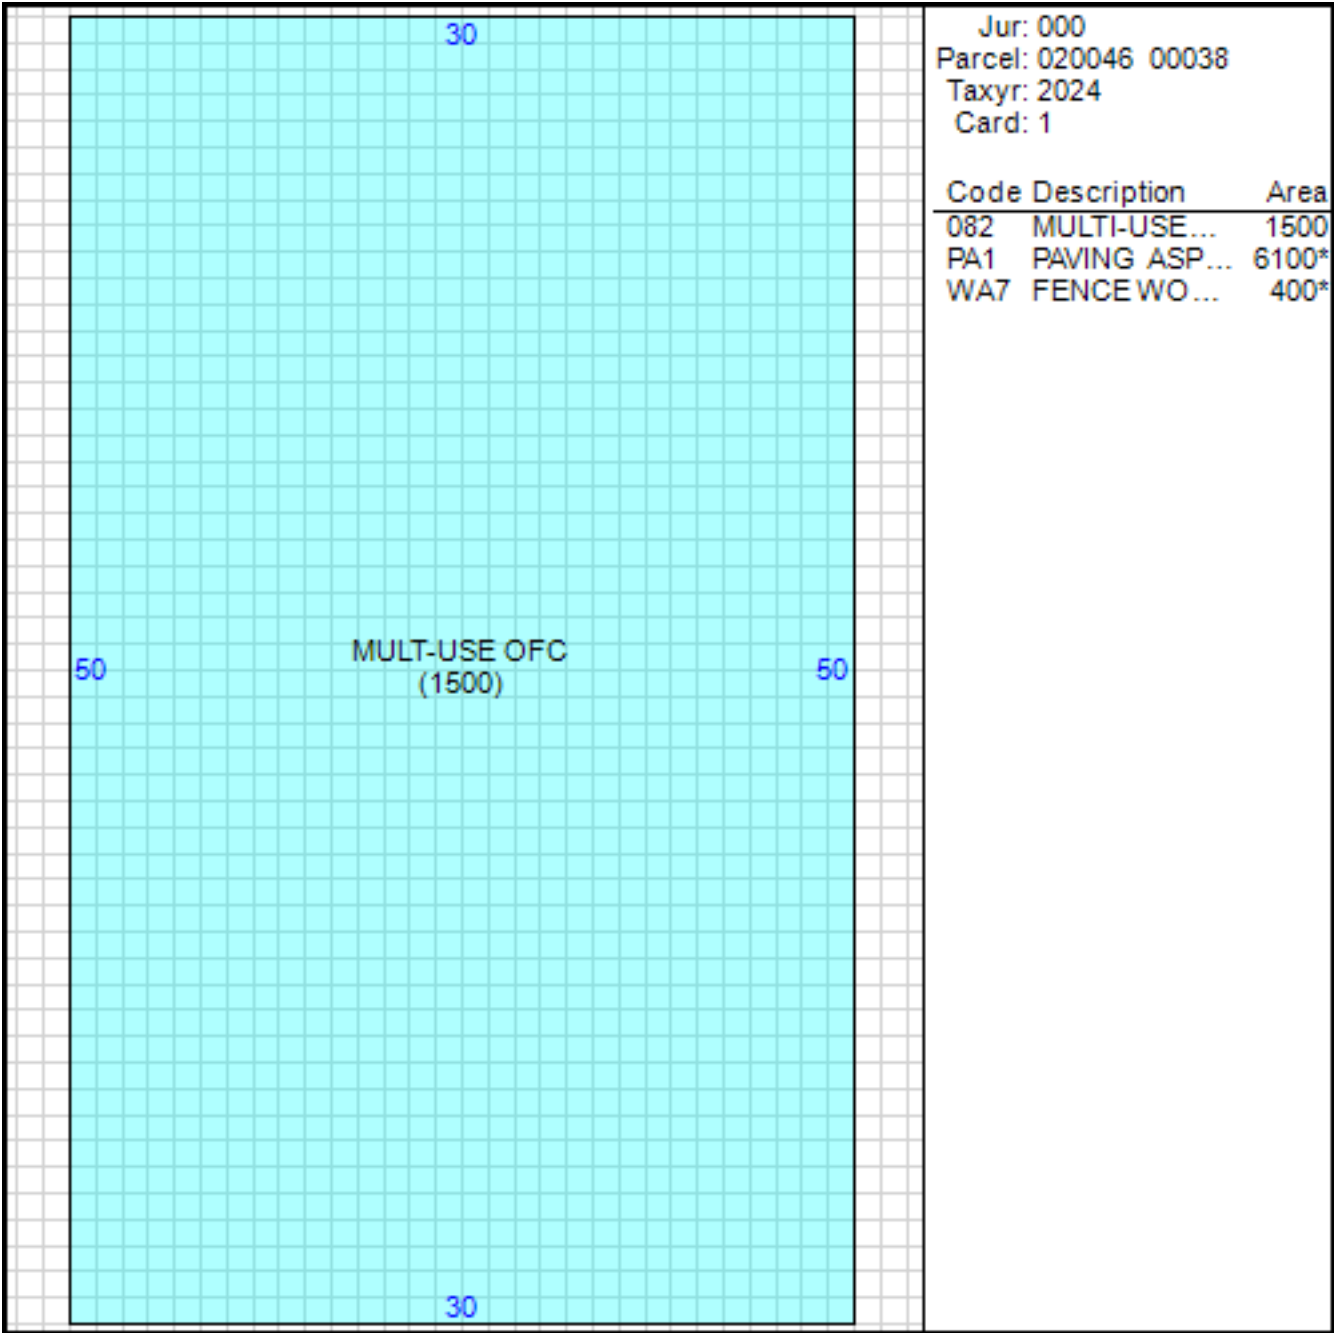 30
50
MULT-USE OFC
(1500)
50
30
Jur: 000
Parcel: 020046 00038
Taxyr: 2024
Card: 1
Code Description Area
082 MULTI-USE... 1500
PA1 PAVING ASP... 6100*
WA7 FENCE WO... 400*